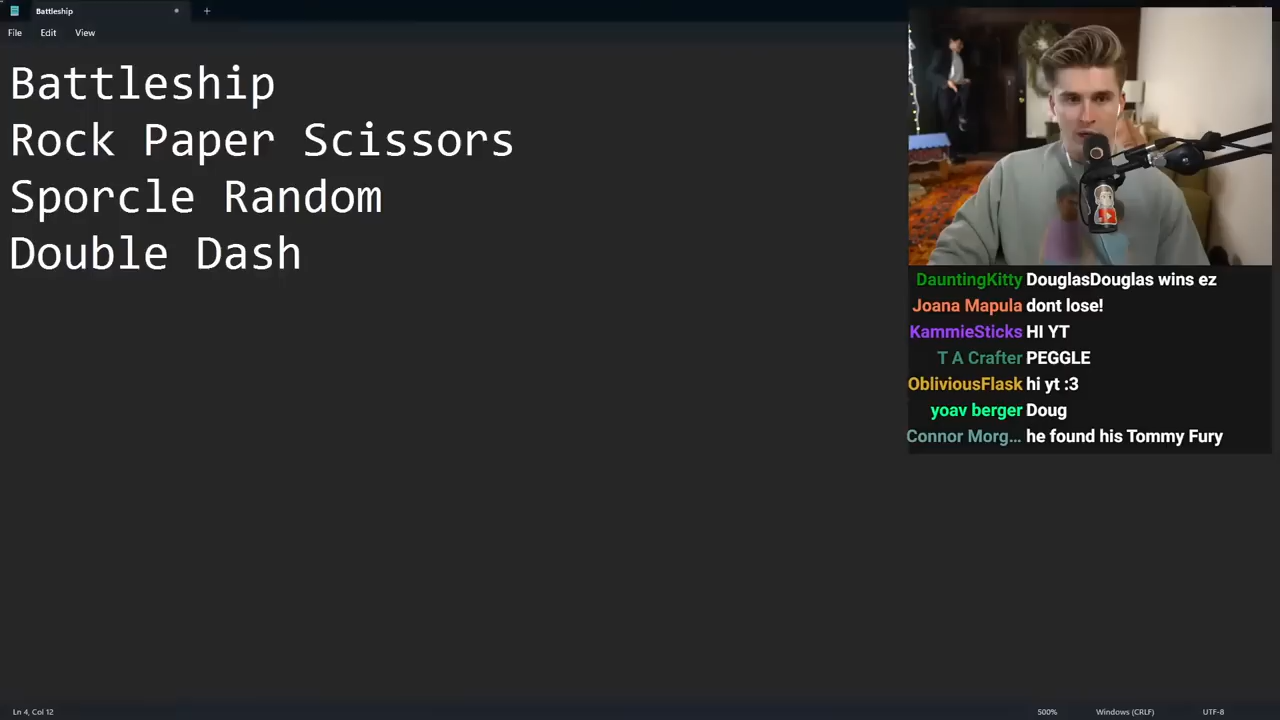 Battleship
File Edit View
Battleship
Rock Paper Scissors
Sporcle Random
Double Dash
DauntingKitty DouglasDouglas wins ez
Joana Mapula dont lose!
KammieSticks HI YT
T A Crafter PEGGLE
ObliviousFlask hi yt :3
yoav berger Doug
Connor Morg... he found his Tommy Fury
Ln 4, Col 12 500% Windows (CRLF) UTF-8